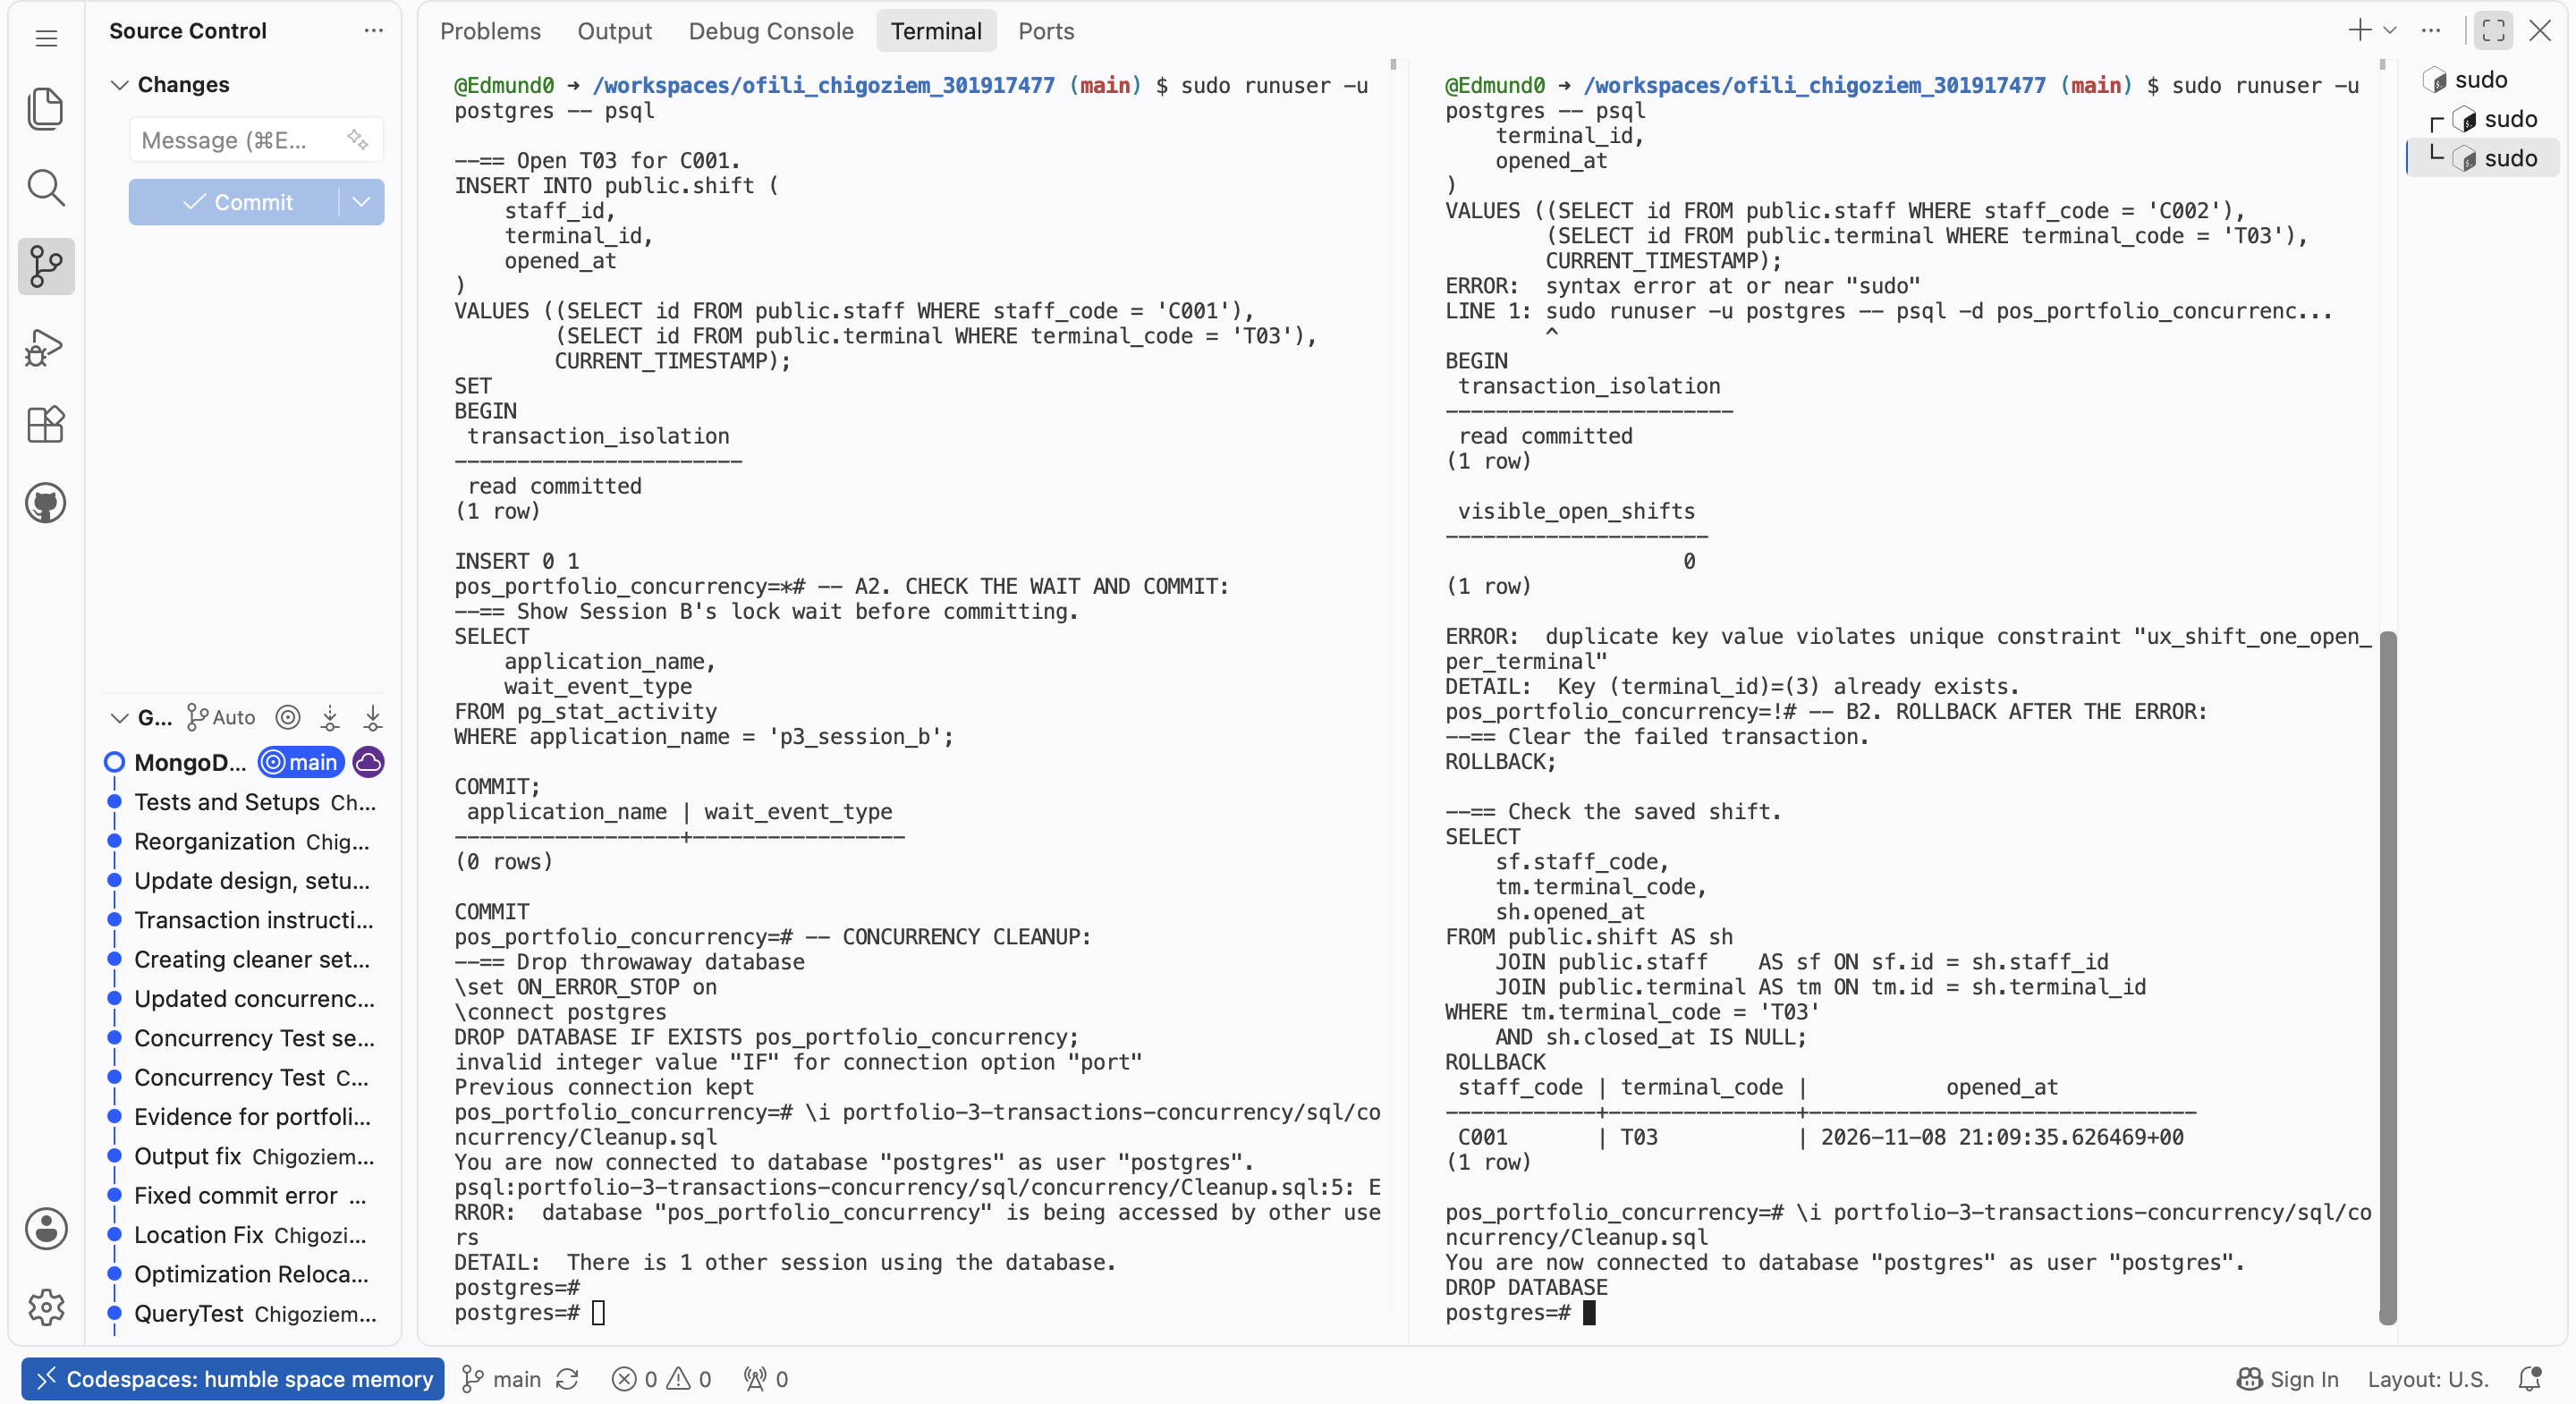 Source Control
Changes
Message (⌘E...
Commit
G...
Auto
MongoD... main
Tests and Setups Ch...
Reorganization Chig...
Update design, setu...
Transaction instructi...
Creating cleaner set...
Updated concurrenc...
Concurrency Test se...
Concurrency Test C...
Evidence for portfoli...
Output fix Chigoziem...
Fixed commit error ...
Location Fix Chigozi...
Optimization Reloca...
QueryTest Chigoziem...
Problems Output Debug Console Terminal Ports
@Edmund0 → /workspaces/ofili_chigoziem_301917477 (main) $ sudo runuser -u
postgres -- psql
--== Open T03 for C001.
INSERT INTO public.shift (
    staff_id,
    terminal_id,
    opened_at
)
VALUES ((SELECT id FROM public.staff WHERE staff_code = 'C001'),
        (SELECT id FROM public.terminal WHERE terminal_code = 'T03'),
        CURRENT_TIMESTAMP);
SET
BEGIN
 transaction_isolation
-----------------------
 read committed
(1 row)
INSERT 0 1
pos_portfolio_concurrency=*# -- A2. CHECK THE WAIT AND COMMIT:
--== Show Session B's lock wait before committing.
SELECT
    application_name,
    wait_event_type
FROM pg_stat_activity
WHERE application_name = 'p3_session_b';
COMMIT;
 application_name | wait_event_type
------------------+-----------------
(0 rows)
COMMIT
pos_portfolio_concurrency=# -- CONCURRENCY CLEANUP:
--== Drop throwaway database
\set ON_ERROR_STOP on
\connect postgres
DROP DATABASE IF EXISTS pos_portfolio_concurrency;
invalid integer value "IF" for connection option "port"
Previous connection kept
pos_portfolio_concurrency=# \i portfolio-3-transactions-concurrency/sql/co
ncurrency/Cleanup.sql
You are now connected to database "postgres" as user "postgres".
psql:portfolio-3-transactions-concurrency/sql/concurrency/Cleanup.sql:5: E
RROR:  database "pos_portfolio_concurrency" is being accessed by other use
rs
DETAIL:  There is 1 other session using the database.
postgres=#
postgres=#
@Edmund0 → /workspaces/ofili_chigoziem_301917477 (main) $ sudo runuser -u
postgres -- psql
    terminal_id,
    opened_at
)
VALUES ((SELECT id FROM public.staff WHERE staff_code = 'C002'),
        (SELECT id FROM public.terminal WHERE terminal_code = 'T03'),
        CURRENT_TIMESTAMP);
ERROR:  syntax error at or near "sudo"
LINE 1: sudo runuser -u postgres -- psql -d pos_portfolio_concurrenc...
        ^
BEGIN
 transaction_isolation
-----------------------
 read committed
(1 row)
 visible_open_shifts
---------------------
                   0
(1 row)
ERROR:  duplicate key value violates unique constraint "ux_shift_one_open_
per_terminal"
DETAIL:  Key (terminal_id)=(3) already exists.
pos_portfolio_concurrency=!# -- B2. ROLLBACK AFTER THE ERROR:
--== Clear the failed transaction.
ROLLBACK;
--== Check the saved shift.
SELECT
    sf.staff_code,
    tm.terminal_code,
    sh.opened_at
FROM public.shift AS sh
    JOIN public.staff    AS sf ON sf.id = sh.staff_id
    JOIN public.terminal AS tm ON tm.id = sh.terminal_id
WHERE tm.terminal_code = 'T03'
    AND sh.closed_at IS NULL;
ROLLBACK
 staff_code | terminal_code |           opened_at
------------+---------------+-------------------------------
 C001       | T03           | 2026-11-08 21:09:35.626469+00
(1 row)
pos_portfolio_concurrency=# \i portfolio-3-transactions-concurrency/sql/co
ncurrency/Cleanup.sql
You are now connected to database "postgres" as user "postgres".
DROP DATABASE
postgres=#
sudo
sudo
sudo
Codespaces: humble space memory main 0 0 0 Sign In Layout: U.S.